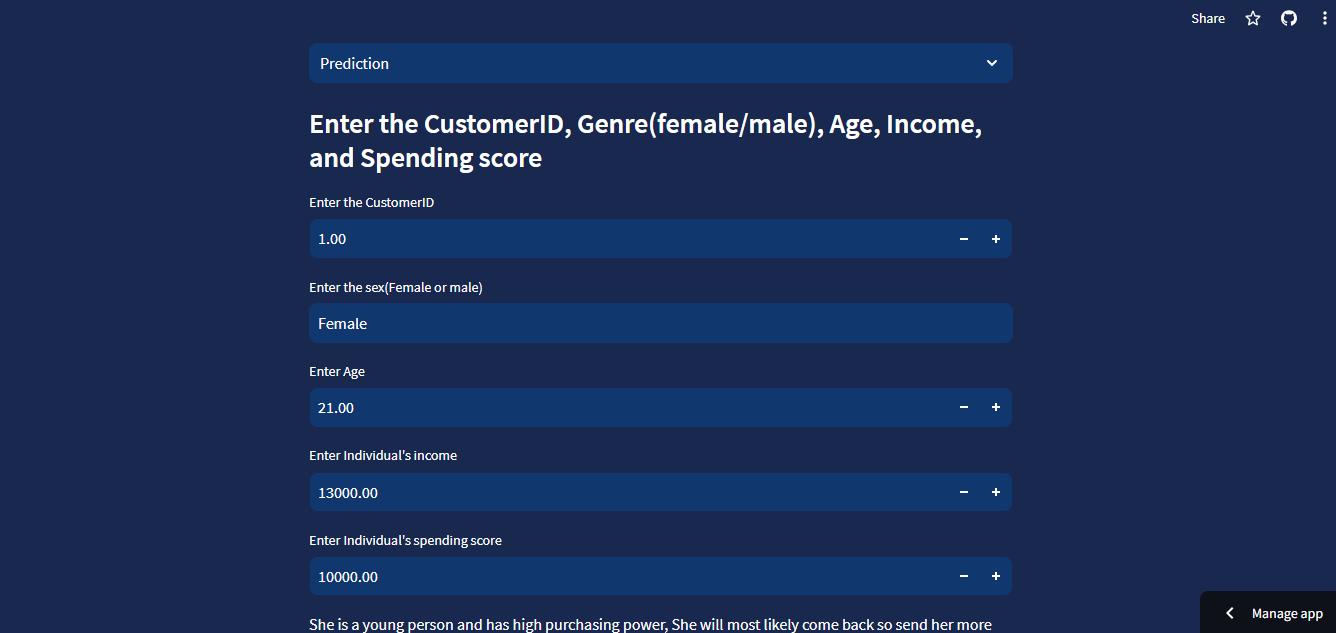 Share
Prediction
Enter the CustomerID, Genre(female/male), Age, Income,
and Spending score
Enter the CustomerID
1.00
Enter the sex(Female or male)
Female
Enter Age
21.00
Enter Individual's income
13000.00
Enter Individual's spending score
10000.00
She is a young person and has high purchasing power, She will most likely come back so send her more
Manage app